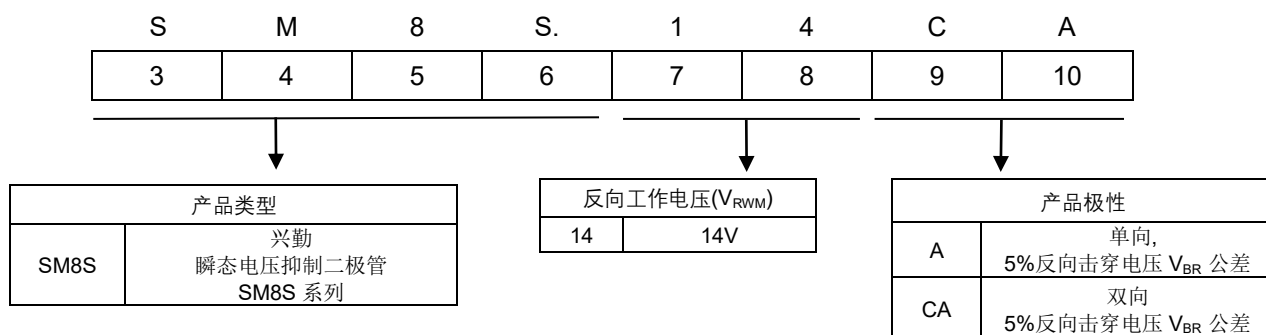 S M 8 S. 1 4 C A
3 4 5 6 7 8 9 10
产品类型
SM8S
兴勤
瞬态电压抑制二极管
SM8S 系列
反向工作电压(VRWM)
14 14V
产品极性
A
单向,
5%反向击穿电压 VBR 公差
CA
双向
5%反向击穿电压 VBR 公差